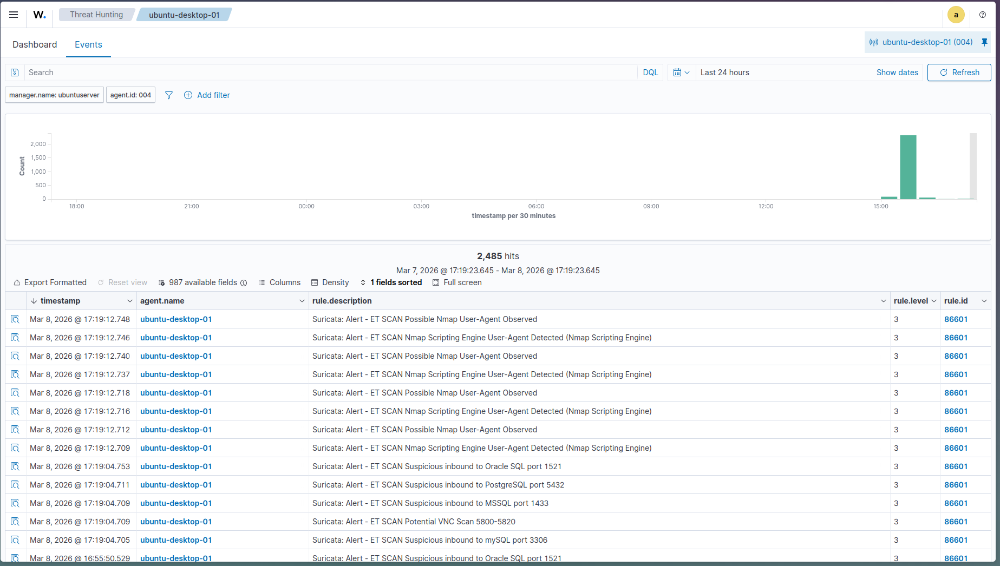 W.
Threat Hunting
ubuntu-desktop-01
a
Dashboard
Events
ubuntu-desktop-01 (004)
Search
DQL
Last 24 hours
Show dates
Refresh
manager.name: ubuntuserver
agent.id: 004
Add filter
Count
2,000
1,500
1,000
500
0
18:00
21:00
00:00
03:00
06:00
09:00
12:00
15:00
timestamp per 30 minutes
2,485 hits
Mar 7, 2026 @ 17:19:23.645 - Mar 8, 2026 @ 17:19:23.645
Export Formatted
Reset view
987 available fields
Columns
Density
1 fields sorted
Full screen
timestamp agent.name rule.description rule.level rule.id
Mar 8, 2026 @ 17:19:12.748 ubuntu-desktop-01 Suricata: Alert - ET SCAN Possible Nmap User-Agent Observed 3 86601
Mar 8, 2026 @ 17:19:12.746 ubuntu-desktop-01 Suricata: Alert - ET SCAN Nmap Scripting Engine User-Agent Detected (Nmap Scripting Engine) 3 86601
Mar 8, 2026 @ 17:19:12.740 ubuntu-desktop-01 Suricata: Alert - ET SCAN Possible Nmap User-Agent Observed 3 86601
Mar 8, 2026 @ 17:19:12.737 ubuntu-desktop-01 Suricata: Alert - ET SCAN Nmap Scripting Engine User-Agent Detected (Nmap Scripting Engine) 3 86601
Mar 8, 2026 @ 17:19:12.718 ubuntu-desktop-01 Suricata: Alert - ET SCAN Possible Nmap User-Agent Observed 3 86601
Mar 8, 2026 @ 17:19:12.716 ubuntu-desktop-01 Suricata: Alert - ET SCAN Nmap Scripting Engine User-Agent Detected (Nmap Scripting Engine) 3 86601
Mar 8, 2026 @ 17:19:12.712 ubuntu-desktop-01 Suricata: Alert - ET SCAN Possible Nmap User-Agent Observed 3 86601
Mar 8, 2026 @ 17:19:12.709 ubuntu-desktop-01 Suricata: Alert - ET SCAN Nmap Scripting Engine User-Agent Detected (Nmap Scripting Engine) 3 86601
Mar 8, 2026 @ 17:19:04.753 ubuntu-desktop-01 Suricata: Alert - ET SCAN Suspicious inbound to Oracle SQL port 1521 3 86601
Mar 8, 2026 @ 17:19:04.711 ubuntu-desktop-01 Suricata: Alert - ET SCAN Suspicious inbound to PostgreSQL port 5432 3 86601
Mar 8, 2026 @ 17:19:04.709 ubuntu-desktop-01 Suricata: Alert - ET SCAN Suspicious inbound to MSSQL port 1433 3 86601
Mar 8, 2026 @ 17:19:04.709 ubuntu-desktop-01 Suricata: Alert - ET SCAN Potential VNC Scan 5800-5820 3 86601
Mar 8, 2026 @ 17:19:04.705 ubuntu-desktop-01 Suricata: Alert - ET SCAN Suspicious inbound to mySQL port 3306 3 86601
Mar 8, 2026 @ 16:55:50.529 ubuntu-desktop-01 Suricata: Alert - ET SCAN Suspicious inbound to Oracle SQL port 1521 3 86601